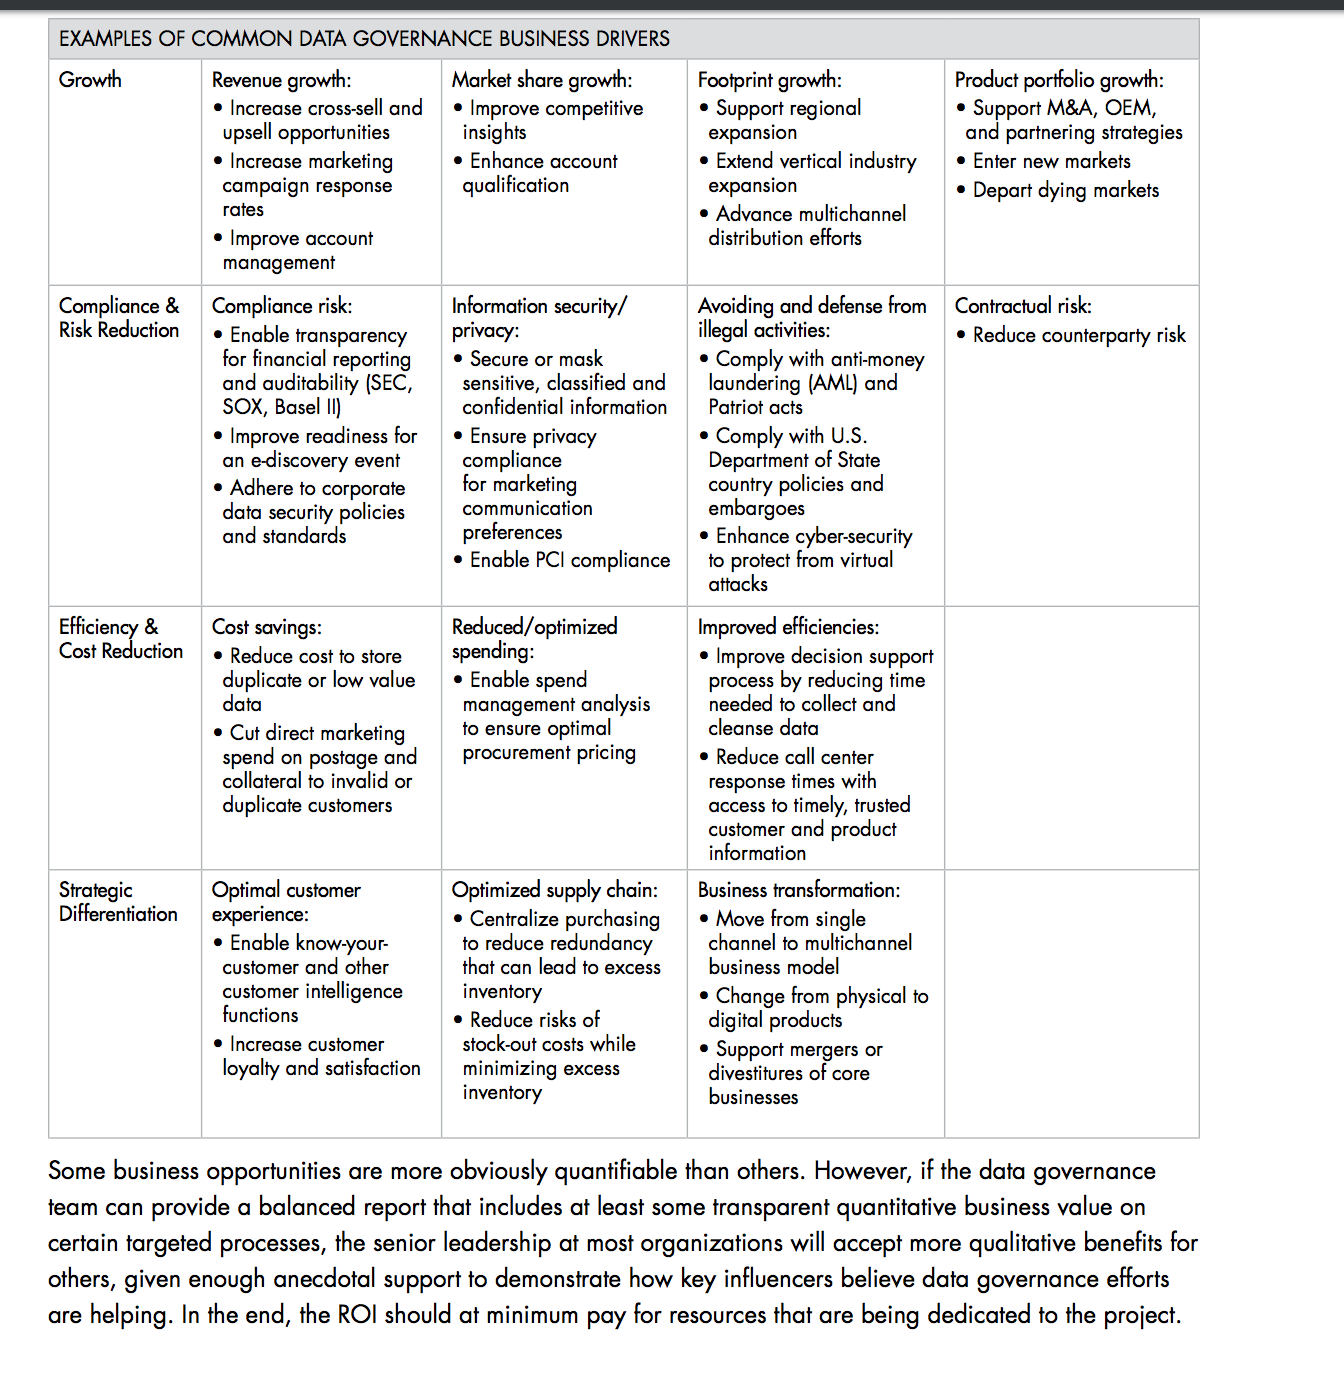 EXAMPLES OF COMMON DATA GOVERNANCE BUSINESS DRIVERS
Growth
Revenue growth:
• Increase cross-sell and
upsell opportunities
• Increase marketing
campaign response
rates
• Improve account
management
Market share growth:
• Improve competitive
insights
• Enhance account
qualification
Footprint growth:
• Support regional
expansion
• Extend vertical industry
expansion
• Advance multichannel
distribution efforts
Product portfolio growth:
• Support M&A, OEM,
and partnering strategies
• Enter new markets
• Depart dying markets
Compliance &
Risk Reduction
Compliance risk:
• Enable transparency
for financial reporting
and auditability (SEC,
SOX, Basel II)
• Improve readiness for
an e-discovery event
• Adhere to corporate
data security policies
and standards
Information security/
privacy:
• Secure or mask
sensitive, classified and
confidential information
• Ensure privacy
compliance
for marketing
communication
preferences
• Enable PCI compliance
Avoiding and defense from
illegal activities:
• Comply with anti-money
laundering (AML) and
Patriot acts
• Comply with U.S.
Department of State
country policies and
embargoes
• Enhance cyber-security
to protect from virtual
attacks
Contractual risk:
• Reduce counterparty risk
Efficiency &
Cost Reduction
Cost savings:
• Reduce cost to store
duplicate or low value
data
• Cut direct marketing
spend on postage and
collateral to invalid or
duplicate customers
Reduced/optimized
spending:
• Enable spend
management analysis
to ensure optimal
procurement pricing
Improved efficiencies:
• Improve decision support
process by reducing time
needed to collect and
cleanse data
• Reduce call center
response times with
access to timely, trusted
customer and product
information
Strategic
Differentiation
Optimal customer
experience:
• Enable know-your-
customer and other
customer intelligence
functions
• Increase customer
loyalty and satisfaction
Optimized supply chain:
• Centralize purchasing
to reduce redundancy
that can lead to excess
inventory
• Reduce risks of
stock-out costs while
minimizing excess
inventory
Business transformation:
• Move from single
channel to multichannel
business model
• Change from physical to
digital products
• Support mergers or
divestitures of core
businesses
Some business opportunities are more obviously quantifiable than others. However, if the data governance
team can provide a balanced report that includes at least some transparent quantitative business value on
certain targeted processes, the senior leadership at most organizations will accept more qualitative benefits for
others, given enough anecdotal support to demonstrate how key influencers believe data governance efforts
are helping. In the end, the ROI should at minimum pay for resources that are being dedicated to the project.